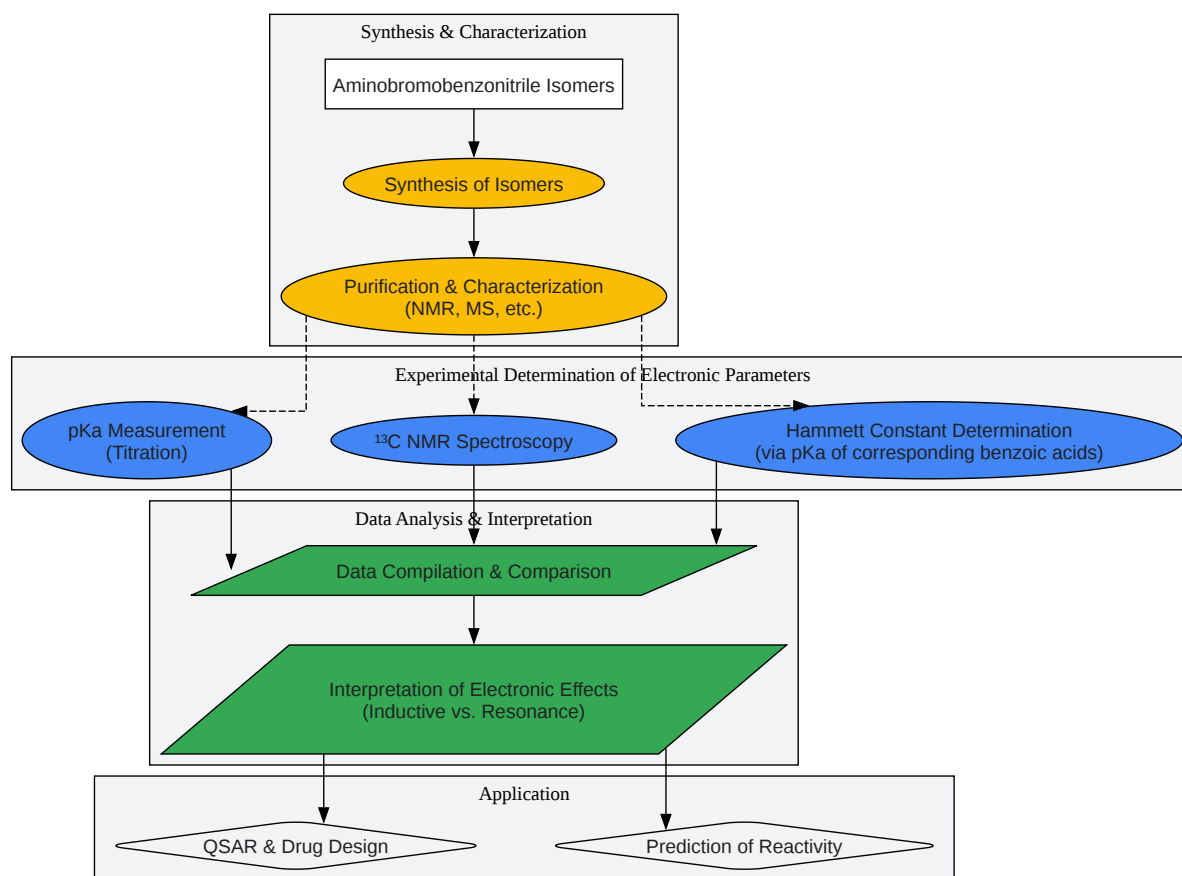 Synthesis & Characterization
Aminobromobenzonitrile Isomers
Synthesis of Isomers
Purification & Characterization
(NMR, MS, etc.)
Experimental Determination of Electronic Parameters
pKa Measurement
(Titration)
¹³C NMR Spectroscopy
Hammett Constant Determination
(via pKa of corresponding benzoic acids)
Data Analysis & Interpretation
Data Compilation & Comparison
Interpretation of Electronic Effects
(Inductive vs. Resonance)
Application
QSAR & Drug Design
Prediction of Reactivity